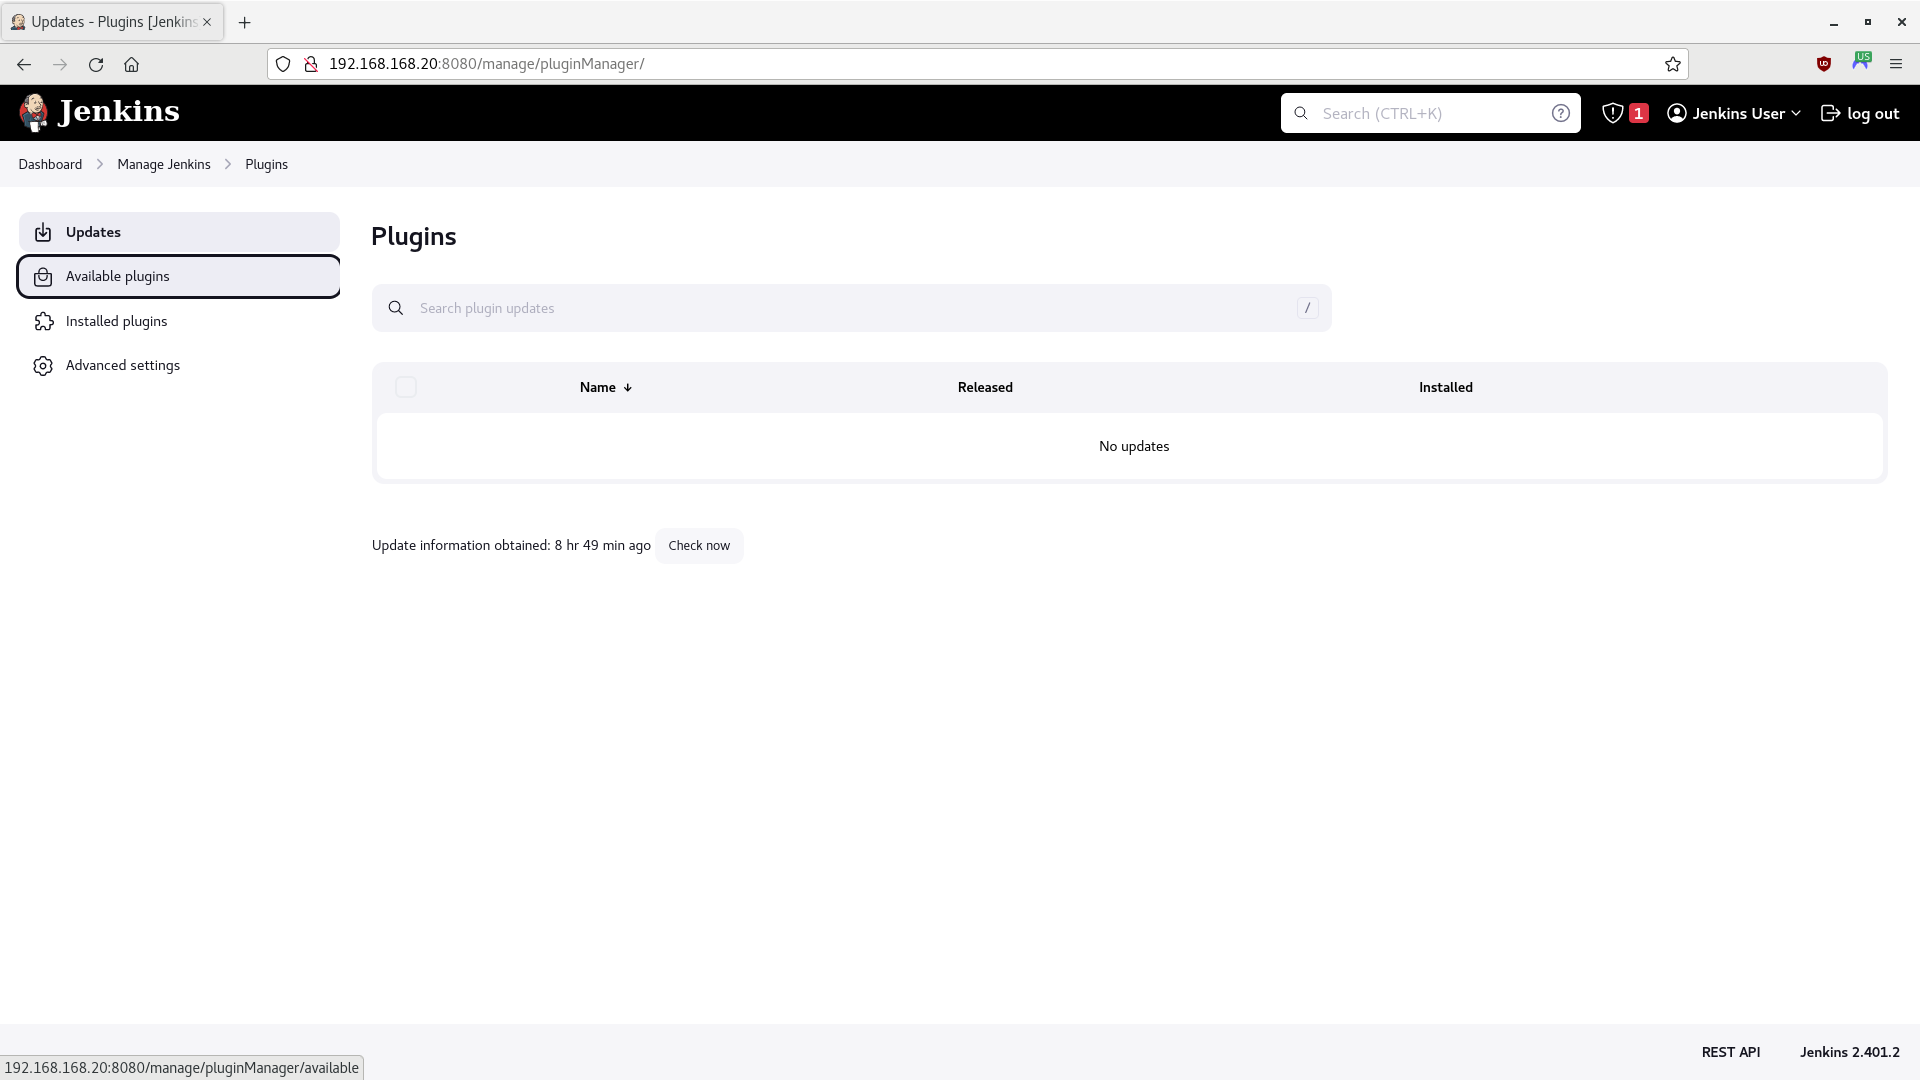 Updates - Plugins [Jenkins
192.168.168.20:8080/manage/pluginManager/
US
Jenkins
Search (CTRL+K)
?
1
Jenkins User
log out
Dashboard
Manage Jenkins
Plugins
Updates
Available plugins
Installed plugins
Advanced settings
Plugins
Search plugin updates
/
Name
Released
Installed
No updates
Update information obtained: 8 hr 49 min ago
Check now
REST API
Jenkins 2.401.2
192.168.168.20:8080/manage/pluginManager/available